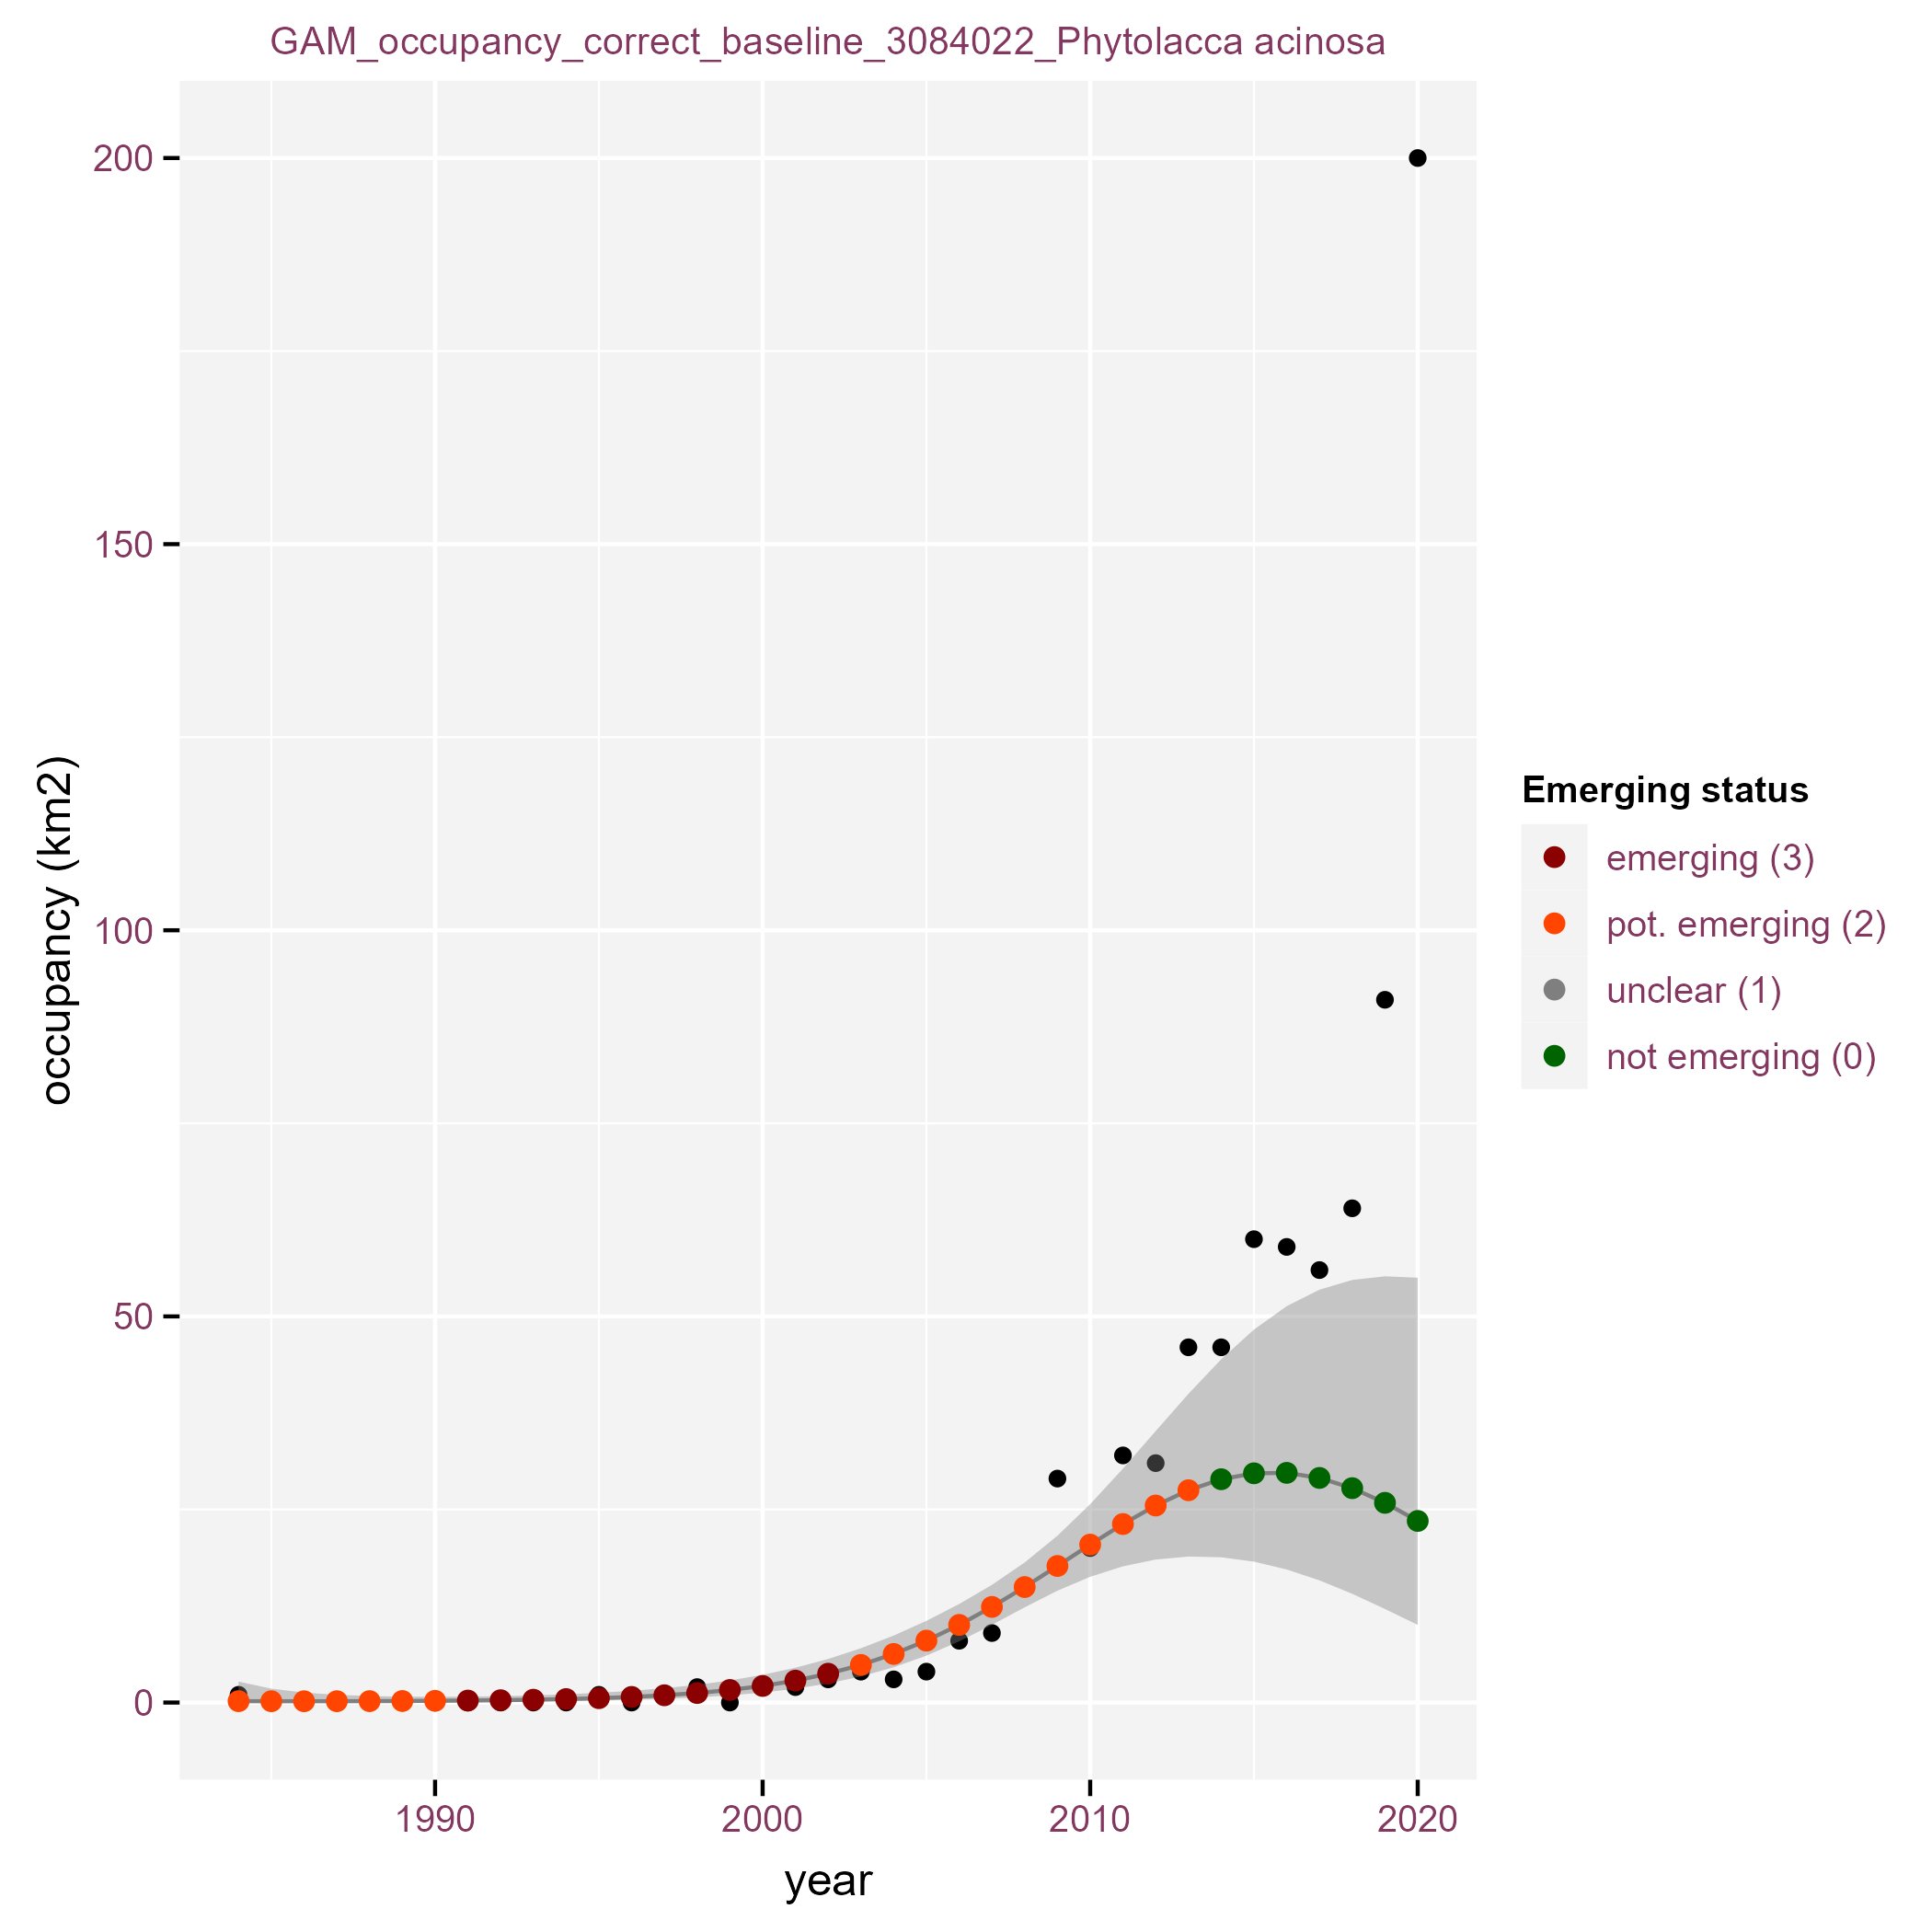 GAM_occupancy_correct_baseline_3084022_Phytolacca acinosa
200
150
100
50
0
occupancy (km2)
1990
2000
2010
2020
year
Emerging status
emerging (3)
pot. emerging (2)
unclear (1)
not emerging (0)